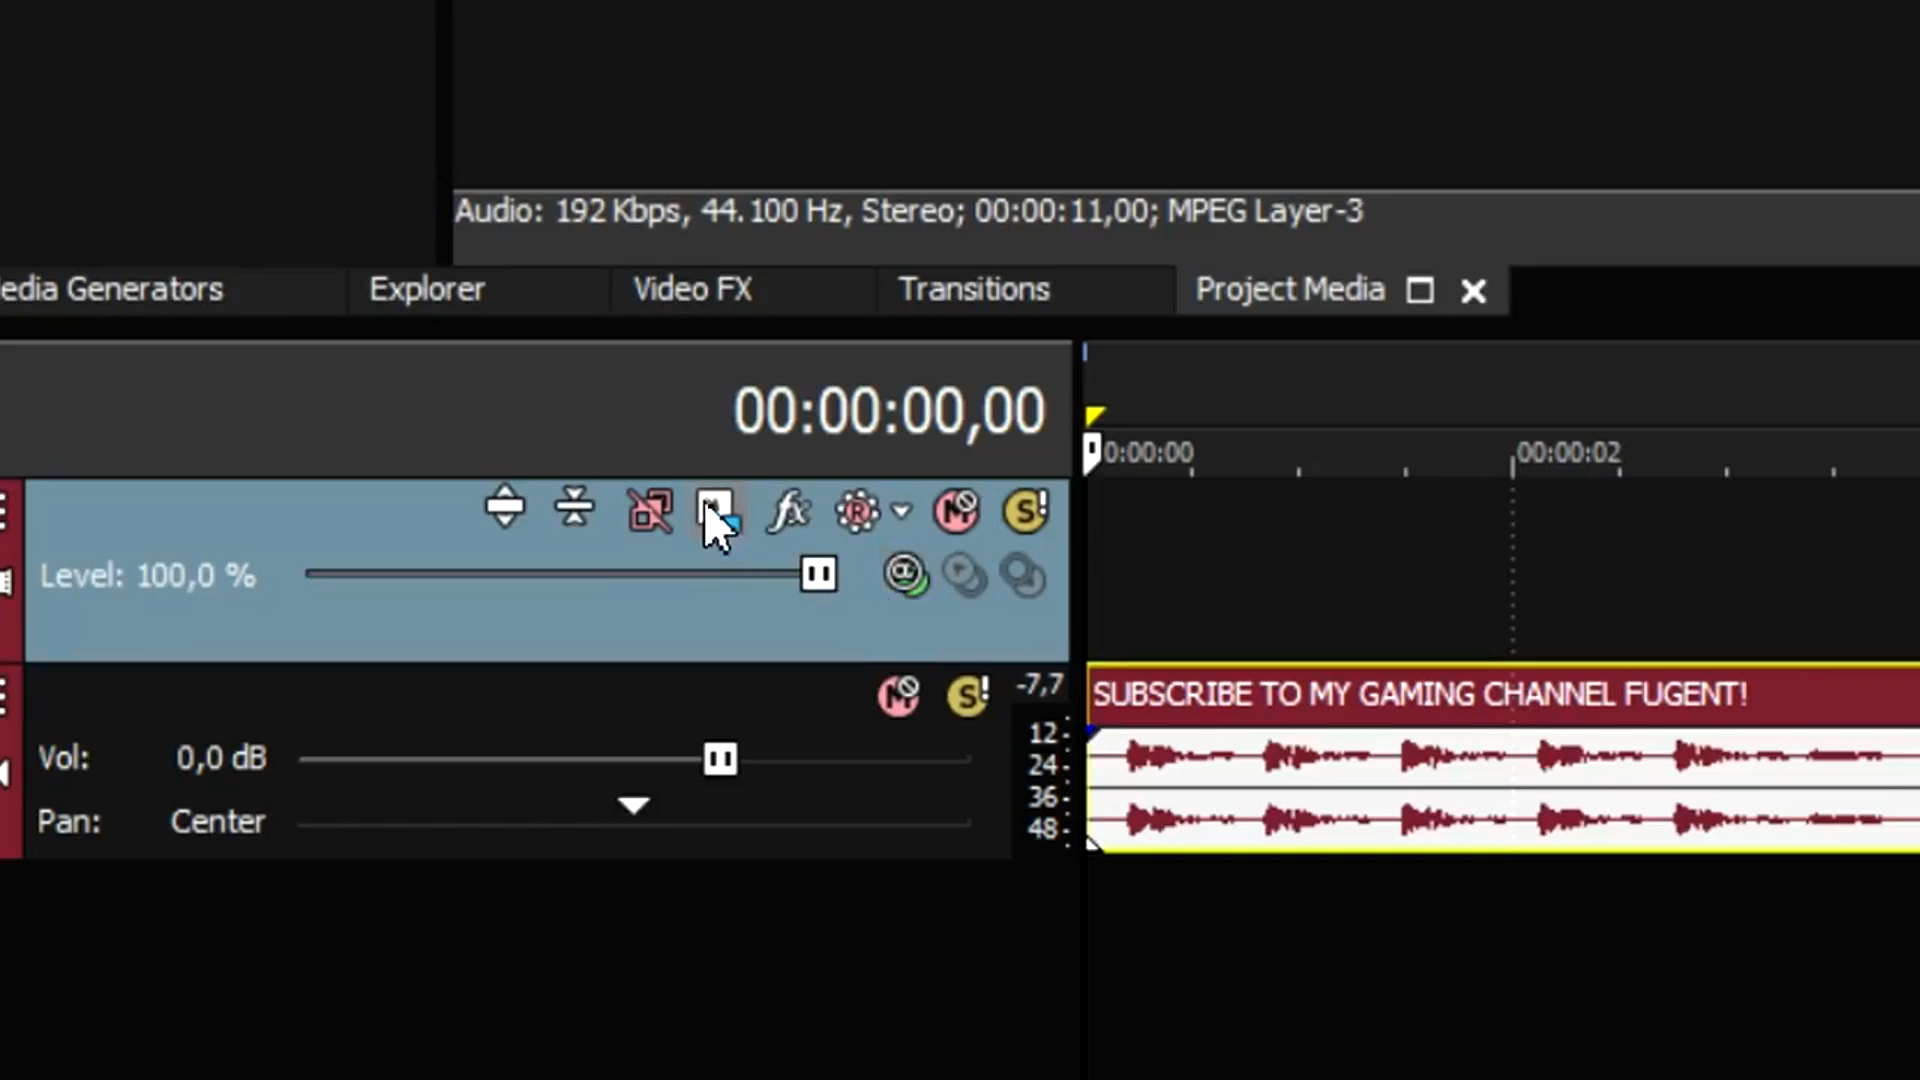 Audio: 192 Kbps, 44.100 Hz, Stereo; 00:00:11,00; MPEG Layer-3
edia Generators
Explorer
Video FX
Transitions
Project Media
00:00:00,00
0:00:00
00:00:02
R
M
S
Level: 100,0 %
M
S
-7,7
SUBSCRIBE TO MY GAMING CHANNEL FUGENT!
12
24
36
48
Vol:
0,0 dB
Pan:
Center